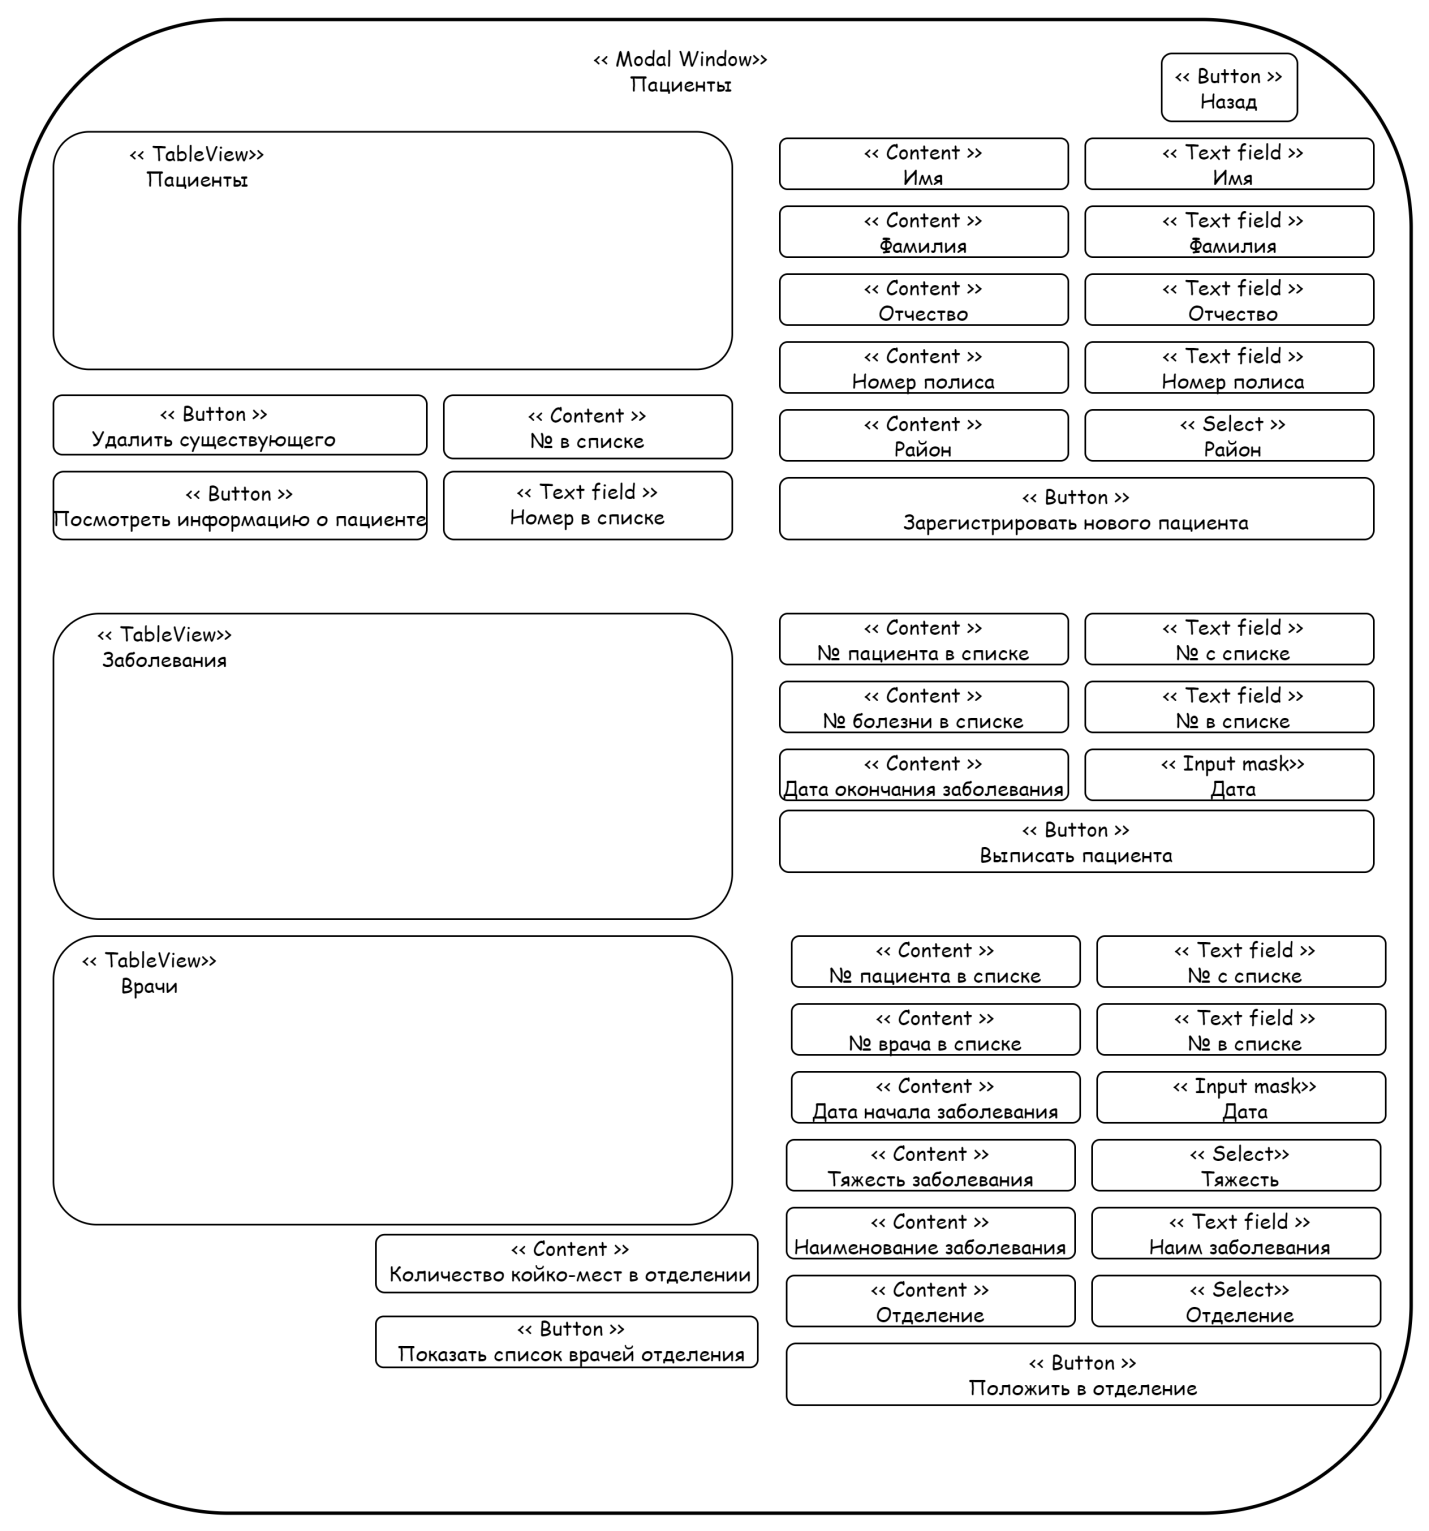 << Modal Window>>
Пациенты
<< Button >>
Назад
<< TableView>>
Пациенты
<< Content >>
Имя
<< Text field >>
Имя
<< Content >>
Фамилия
<< Text field >>
Фамилия
<< Content >>
Отчество
<< Text field >>
Отчество
<< Content >>
Номер полиса
<< Text field >>
Номер полиса
<< Content >>
Район
<< Select >>
Район
<< Button >>
Зарегистрировать нового пациента
<< Button >>
Удалить существующего
<< Content >>
№ в списке
<< Button >>
Посмотреть информацию о пациенте
<< Text field >>
Номер в списке
<< TableView>>
Заболевания
<< Content >>
№ пациента в списке
<< Text field >>
№ с списке
<< Content >>
№ болезни в списке
<< Text field >>
№ в списке
<< Content >>
Дата окончания заболевания
<< Input mask>>
Дата
<< Button >>
Выписать пациента
<< TableView>>
Врачи
<< Content >>
№ пациента в списке
<< Text field >>
№ с списке
<< Content >>
№ врача в списке
<< Text field >>
№ в списке
<< Content >>
Дата начала заболевания
<< Input mask>>
Дата
<< Content >>
Тяжесть заболевания
<< Select>>
Тяжесть
<< Content >>
Наименование заболевания
<< Text field >>
Наим заболевания
<< Content >>
Отделение
<< Select>>
Отделение
<< Button >>
Положить в отделение
<< Content >>
Количество койко-мест в отделении
<< Button >>
Показать список врачей отделения